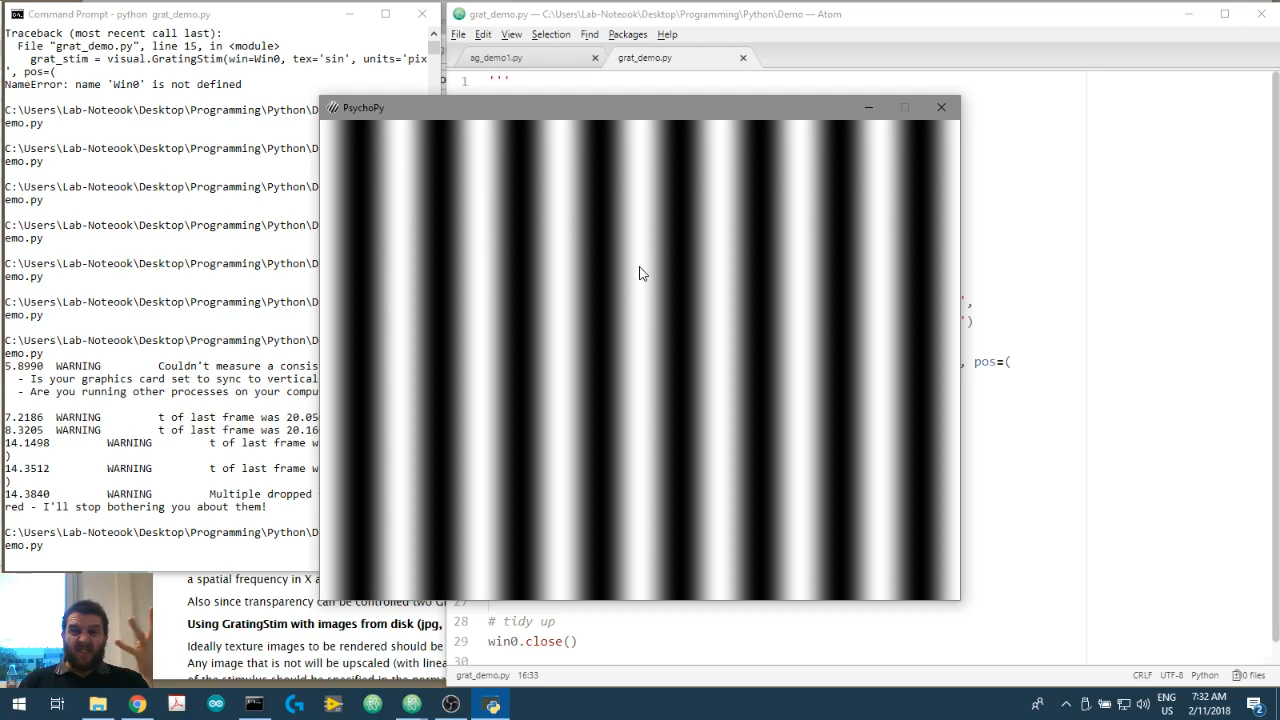 Command Prompt - python  grat_demo.py
Traceback (most recent call last):
File "grat_demo.py", line 15, in <module>
grat_stim = visual.GratingStim(win=Win0, tex='sin', units='pix
', pos=(
NameError: name 'Win0' is not defined
C:\Users\Lab-Noteook\Desktop\Programming\Python\D
emo.py
C:\Users\Lab-Noteook\Desktop\Programming\Python\D
emo.py
C:\Users\Lab-Noteook\Desktop\Programming\Python\D
emo.py
C:\Users\Lab-Noteook\Desktop\Programming\Python\D
emo.py
C:\Users\Lab-Noteook\Desktop\Programming\Python\D
emo.py
C:\Users\Lab-Noteook\Desktop\Programming\Python\D
emo.py
C:\Users\Lab-Noteook\Desktop\Programming\Python\D
emo.py
5.8990 WARNING Couldn't measure a consis
- Is your graphics card set to sync to vertical
- Are you running other processes on your compu
7.2186 WARNING t of last frame was 20.05
8.3205 WARNING t of last frame was 20.16
14.1498 WARNING t of last frame w
)
14.3512 WARNING t of last frame w
)
14.3840 WARNING Multiple dropped
red - I'll stop bothering you about them!
C:\Users\Lab-Noteook\Desktop\Programming\Python\D
emo.py
a spatial frequency in X a
Also since transparency can be controlled two G
Using GratingStim with images from disk (jpg,
Ideally texture images to be rendered should be
Any image that is not will be upscaled (with linea
of the stimulus should be specified in the norma
PsychoPy
grat_demo.py — C:\Users\Lab-Noteook\Desktop\Programming\Python\Demo — Atom
File Edit View Selection Find Packages Help
ag_demo1.py
grat_demo.py
1 '''
',
')
, pos=(
28 # tidy up
29 win0.close()
30
grat_demo.py 16:33
CRLF UTF-8 Python 0 files
ENG
US
7:32 AM
2/11/2018
2